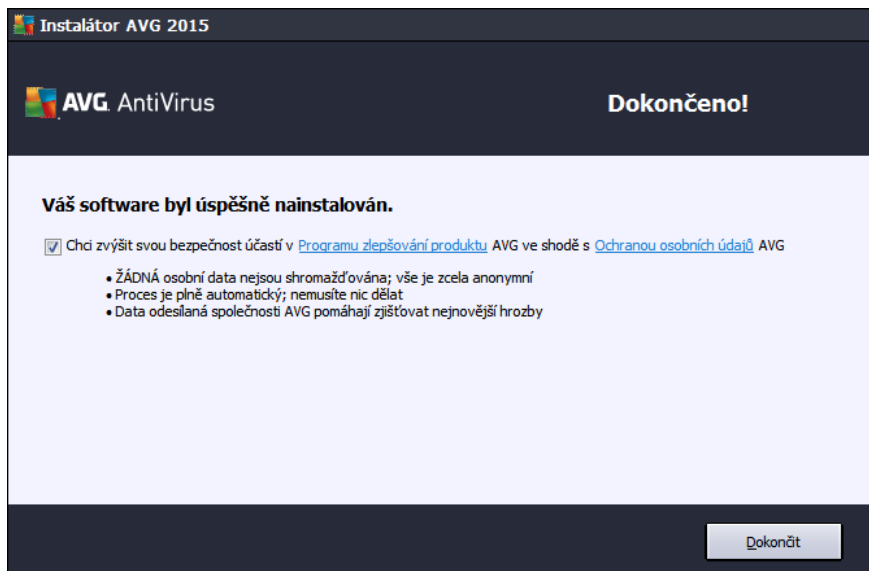 Instalátor AVG 2015
AVG. AntiVirus
Dokončeno!
Váš software byl úspěšně nainstalován.
Chci zvýšit svou bezpečnost účastí v Programu zlepšování produktu AVG ve shodě s Ochranou osobních údajů AVG
• ŽÁDNÁ osobní data nejsou shromažďována; vše je zcela anonymní
• Proces je plně automatický; nemusíte nic dělat
• Data odesílaná společnosti AVG pomáhají zjišťovat nejnovější hrozby
Dokončit